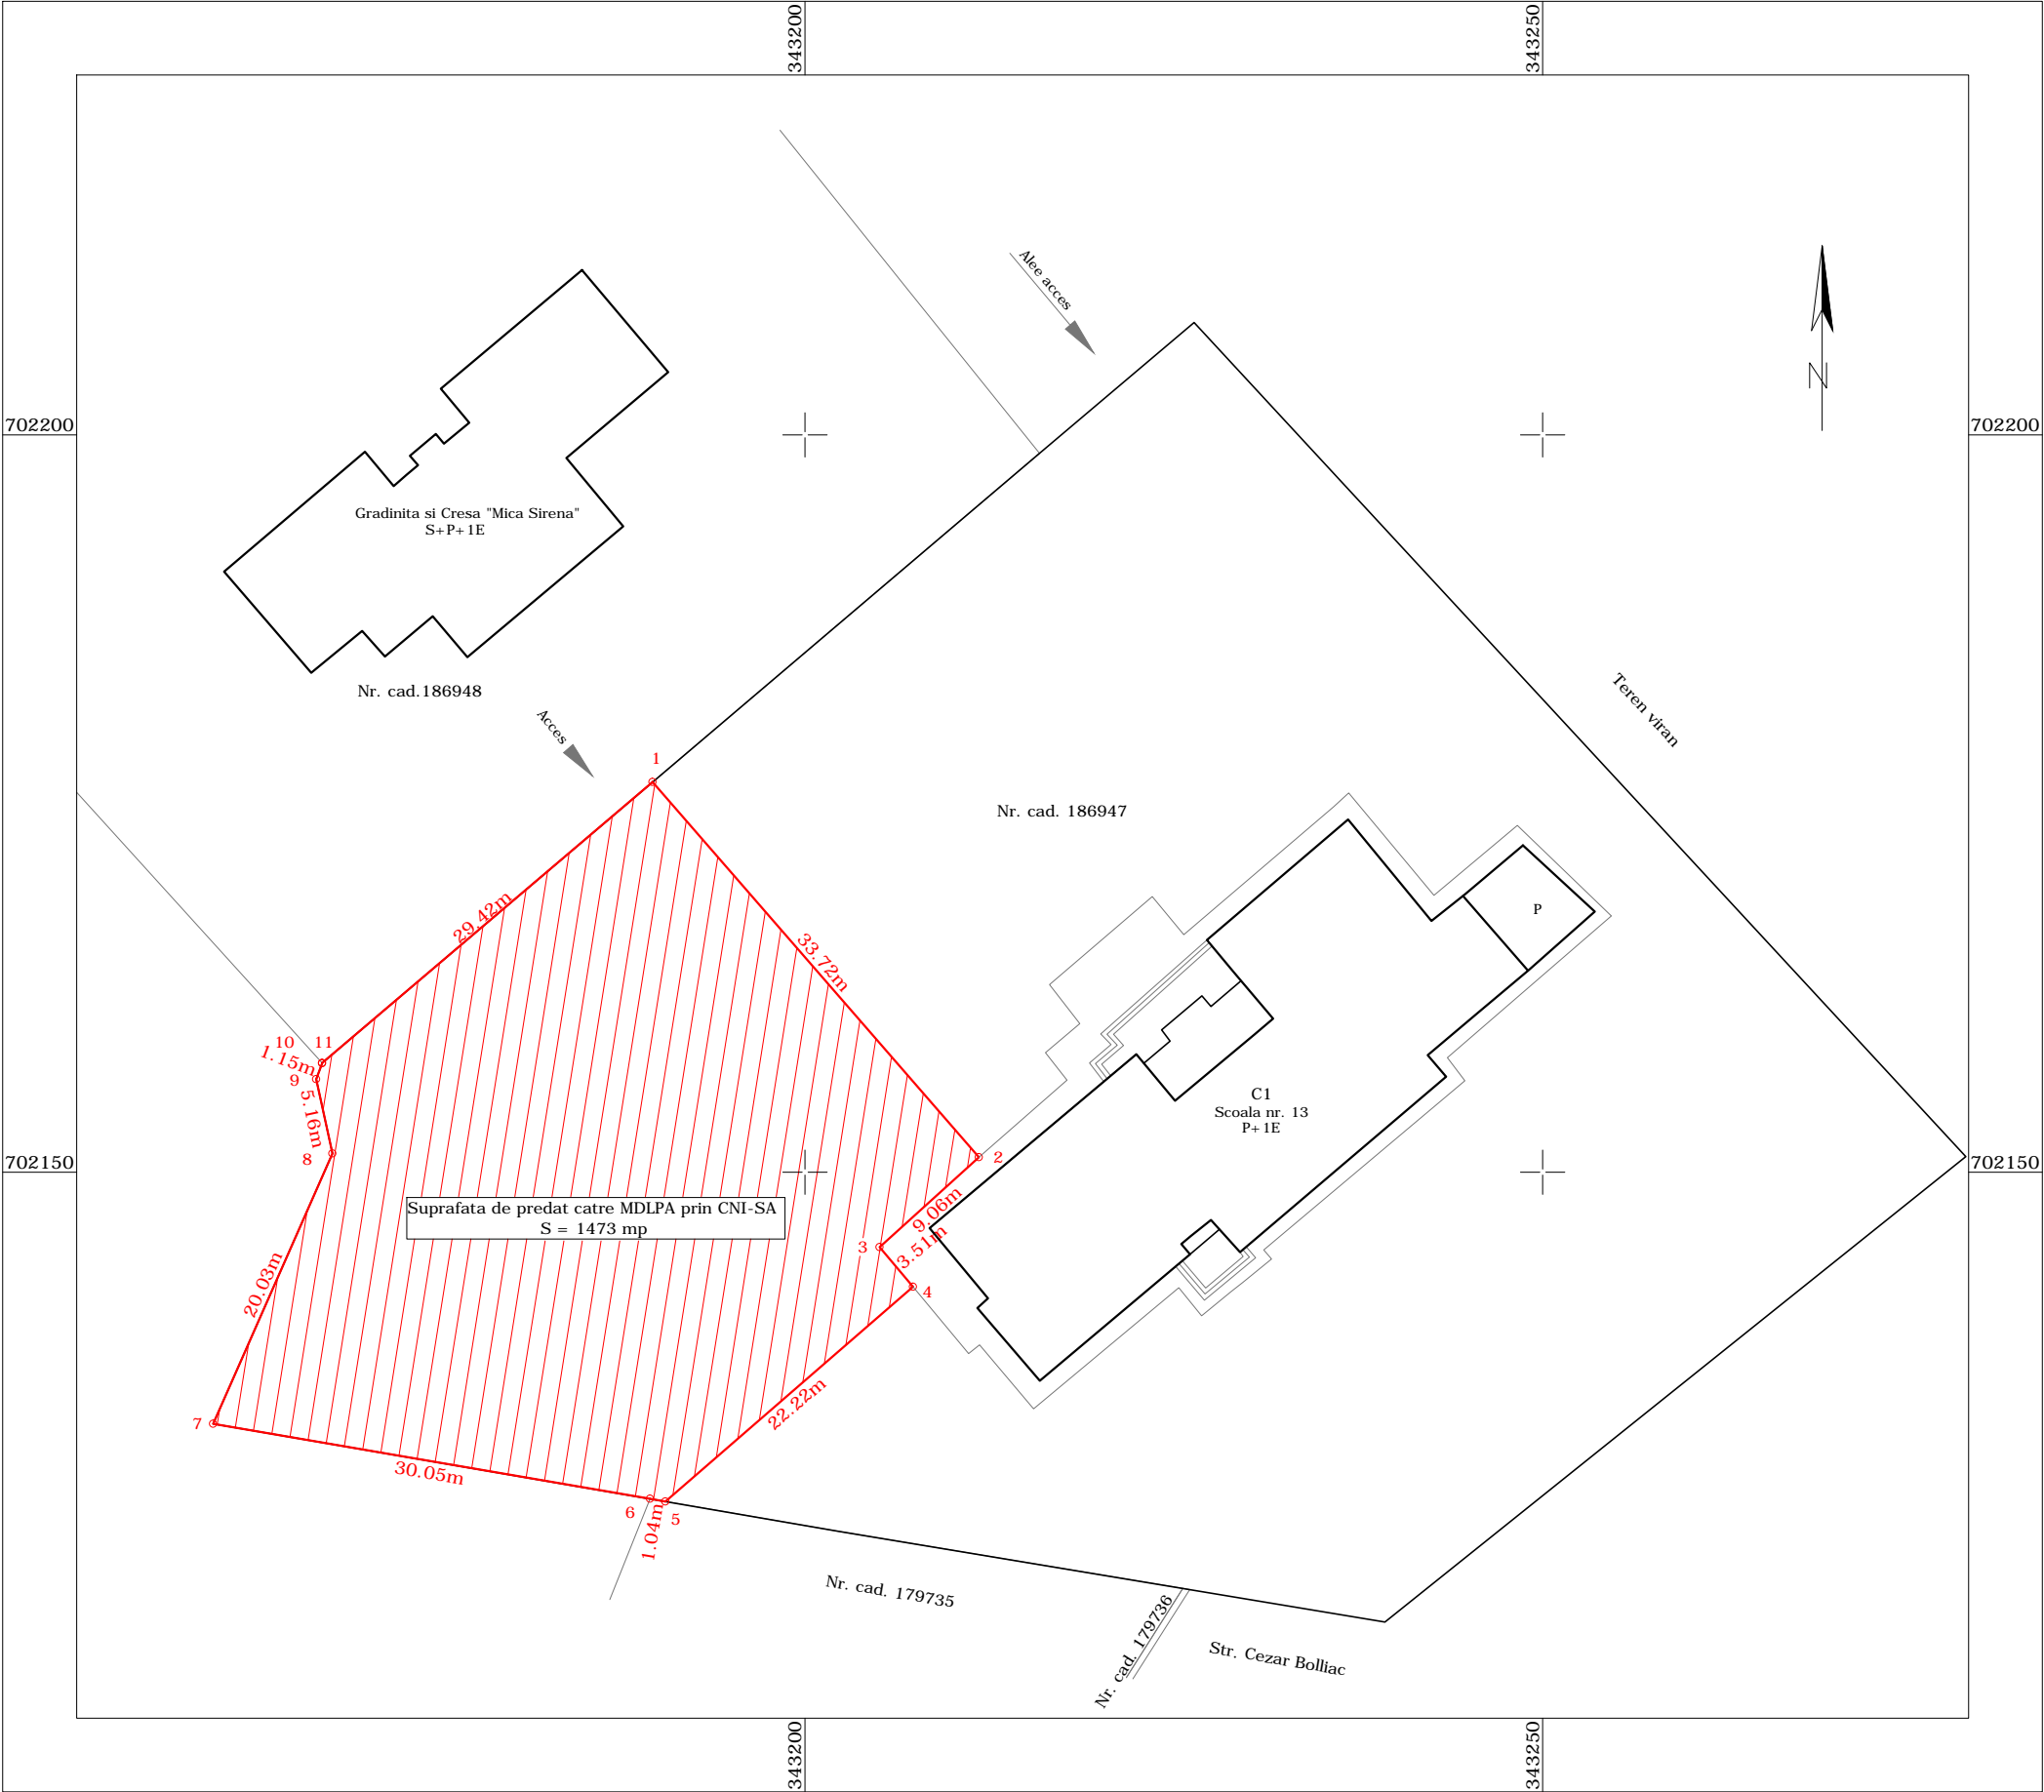 343200
343250
Alee acces
N
702200
702200
Gradinita si Cresa "Mica Sirena"
S+P+1E
Nr. cad.186948
Acces
Teren viran
1
Nr. cad. 186947
29.42m
33.72m
P
10
11
1.15m
9
5.16m
8
C1
Scoala nr. 13
P+1E
702150
2
702150
Suprafata de predat catre MDLPA prin CNI-SA
S = 1473 mp
9.06m
3
3.51m
4
20.03m
22.22m
7
30.05m
6
5
1.04m
Nr. cad. 179735
Nr. cad. 179736
Str. Cezar Bolliac
343200
343250